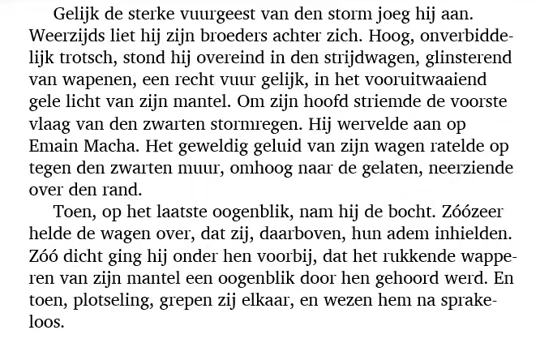 Gelijk de sterke vuurgeest van den storm joeg hij aan.
Weerzijds liet hij zijn broeders achter zich. Hoog, onverbidde-
lijk trotsch, stond hij overeind in den strijdwagen, glinsterend
van wapenen, een recht vuur gelijk, in het vooruitwaaiend
gele licht van zijn mantel. Om zijn hoofd striemde de voorste
vlaag van den zwarten stormregen. Hij wervelde aan op
Emain Macha. Het geweldig geluid van zijn wagen ratelde op
tegen den zwarten muur, omhoog naar de gelaten, neerziende
over den rand.
Toen, op het laatste oogenblik, nam hij de bocht. Zóózeer
helde de wagen over, dat zij, daarboven, hun adem inhielden.
Zóó dicht ging hij onder hen voorbij, dat het rukkende wappe-
ren van zijn mantel een oogenblik door hen gehoord werd. En
toen, plotseling, grepen zij elkaar, en wezen hem na sprake-
loos.